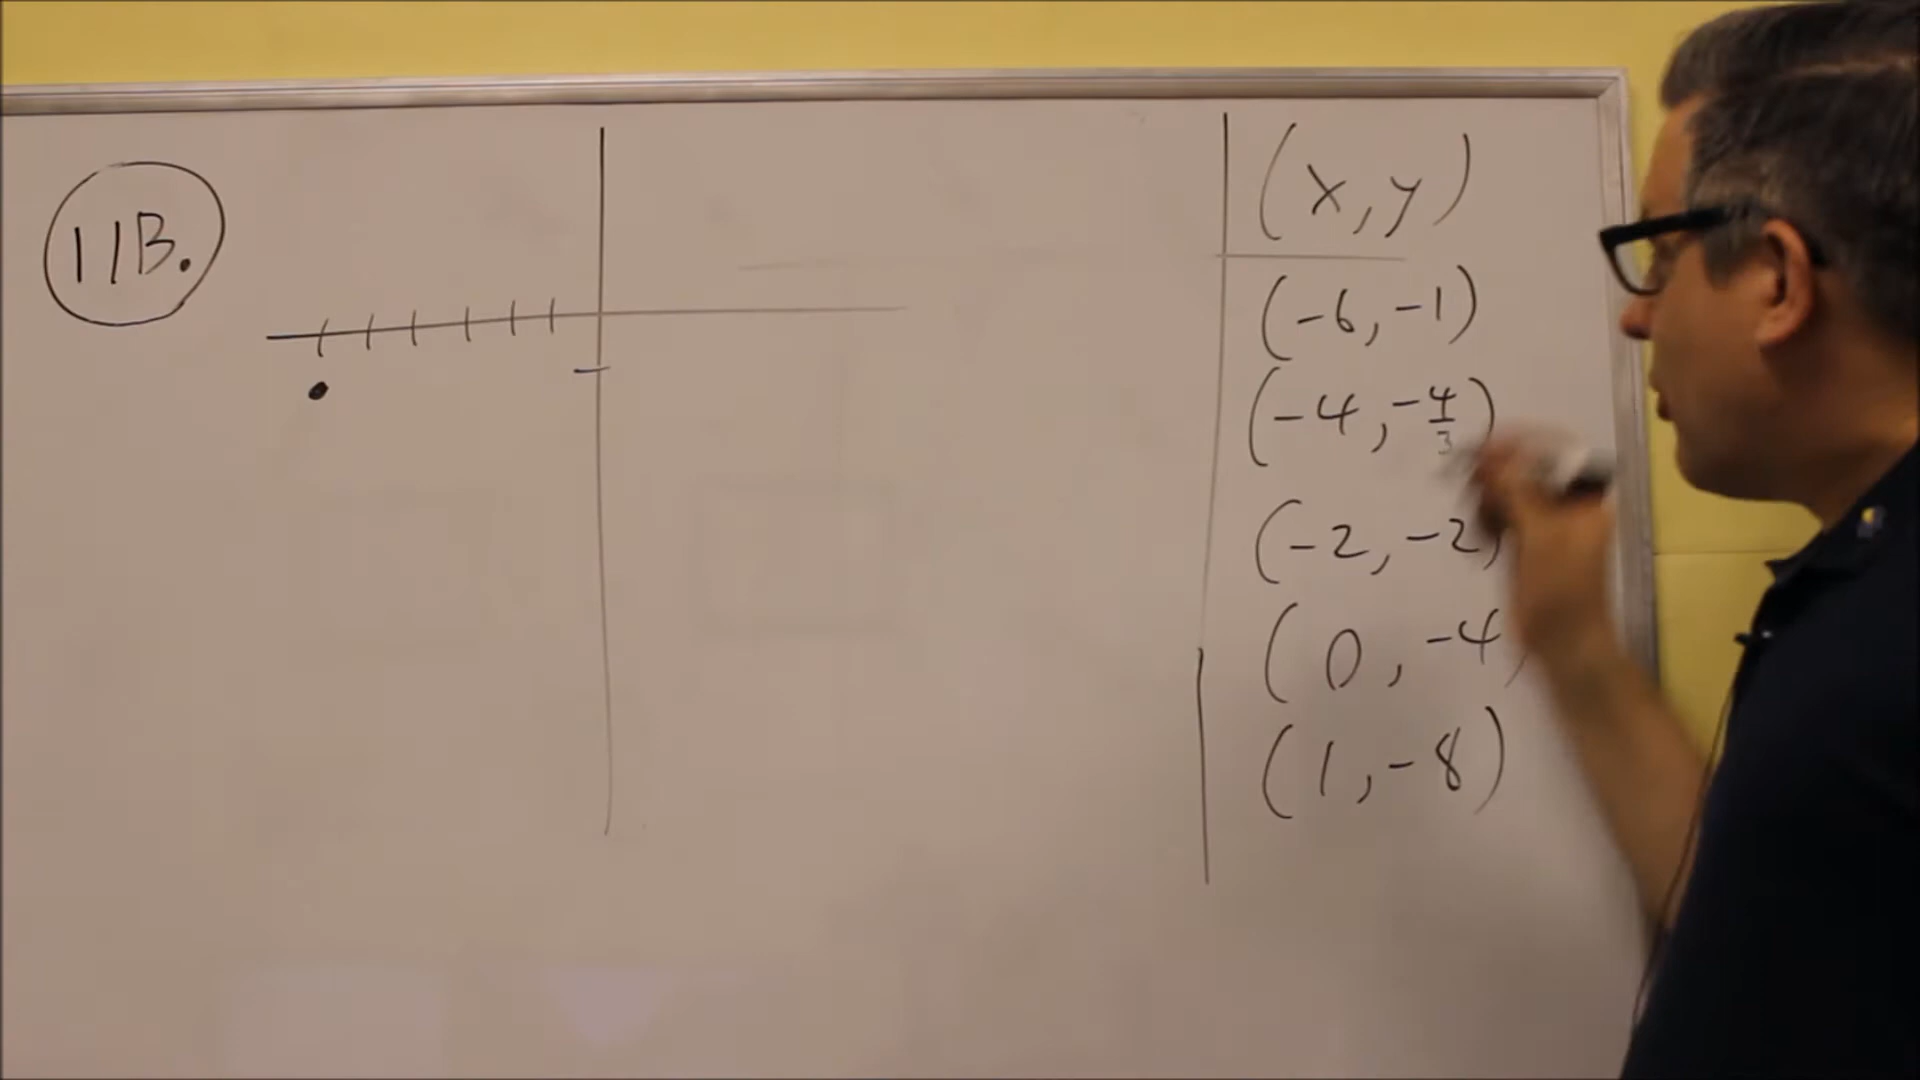 11B.
(x,y)
(-6,-1)
(-4,-4/3)
(-2,-2)
(0,-4)
(1,-8)